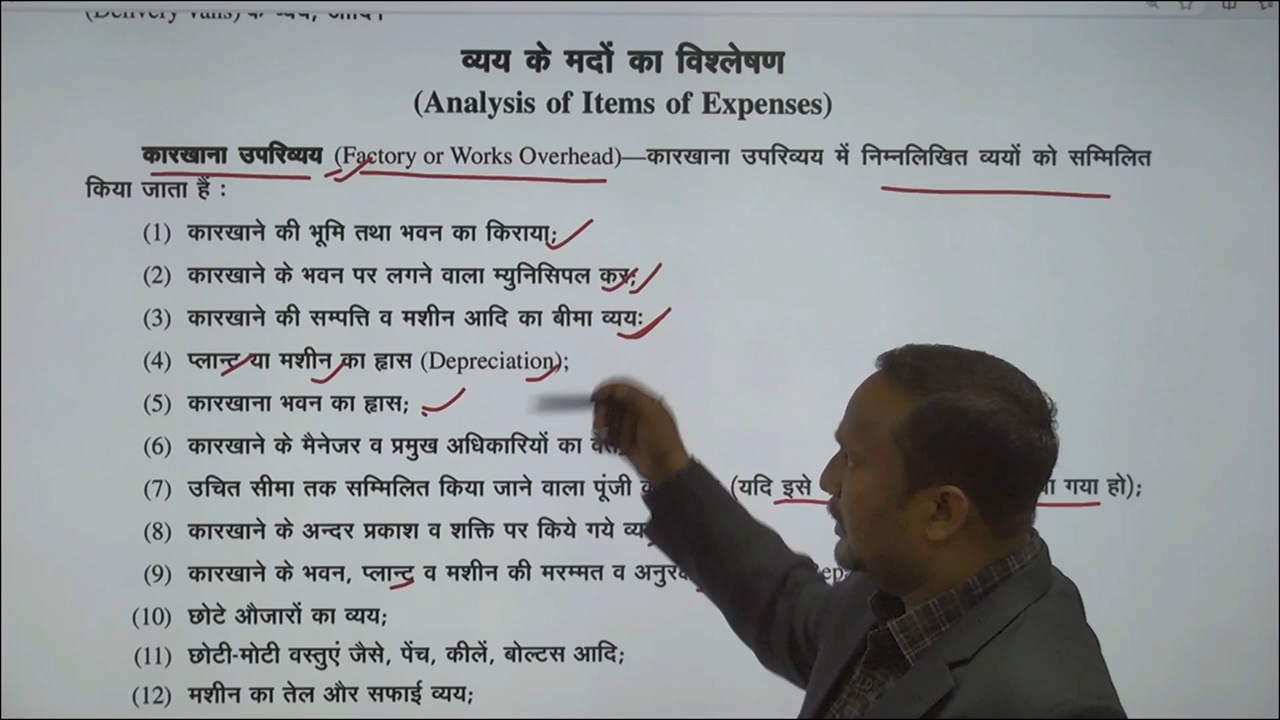 (Delivery Vans) के व्यय, आदि।
व्यय के मदों का विश्लेषण
(Analysis of Items of Expenses)
कारखाना उपरिव्यय (Factory or Works Overhead)—कारखाना उपरिव्यय में निम्नलिखित व्ययों को सम्मिलित
किया जाता हैं :
(1) कारखाने की भूमि तथा भवन का किराया;
(2) कारखाने के भवन पर लगने वाला म्युनिसिपल कर;
(3) कारखाने की सम्पत्ति व मशीन आदि का बीमा व्यय:
(4) प्लान्ट या मशीन का ह्रास (Depreciation);
(5) कारखाना भवन का ह्रास;
(6) कारखाने के मैनेजर व प्रमुख अधिकारियों का
(7) उचित सीमा तक सम्मिलित किया जाने वाला पूंजी (यदि इसे गया हो);
(8) कारखाने के अन्दर प्रकाश व शक्ति पर किये गये
(9) कारखाने के भवन, प्लान्ट व मशीन की मरम्मत व
(10) छोटे औजारों का व्यय;
(11) छोटी-मोटी वस्तुएं जैसे, पेंच, कीलें, बोल्टस आदि;
(12) मशीन का तेल और सफाई व्यय;